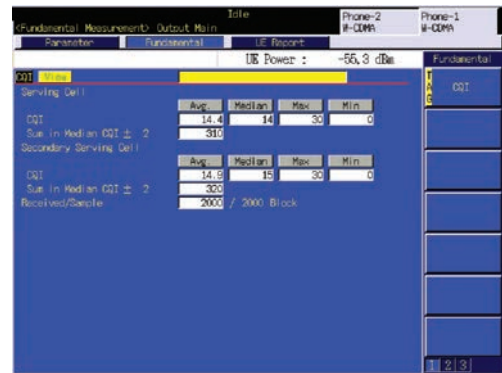 Idle
<Fundamental Measurement> Output Main
Phone-2 Phone-1
W-CDMA W-CDMA
Parameter Fundamental UE Report
UE Power : -55.3 dBm
Fundamental
CQI View
TAG
CQI
Serving Cell
Avg. Median Max Min
CQI 14.4 14 30 0
Sum in Median CQI ± 2 310
Secondary Serving Cell
Avg. Median Max Min
CQI 14.9 15 30 0
Sum in Median CQI ± 2 320
Received/Sample 2000 / 2000 Block
1 2 3